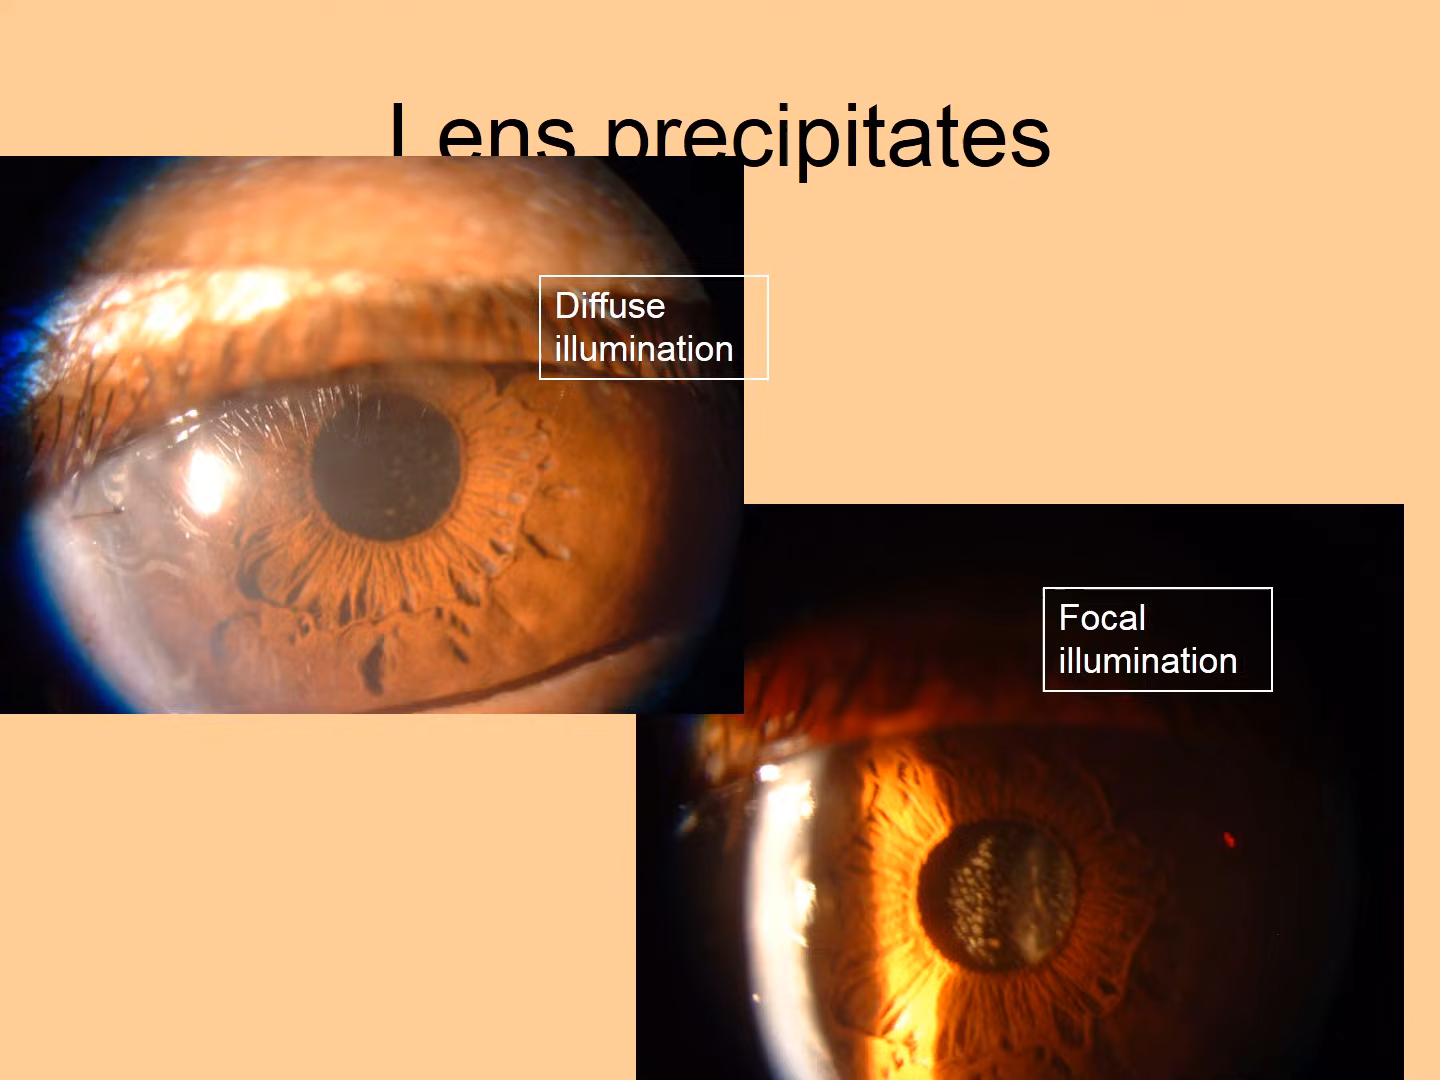 Lens precipitates
Diffuse
illumination
Focal
illumination